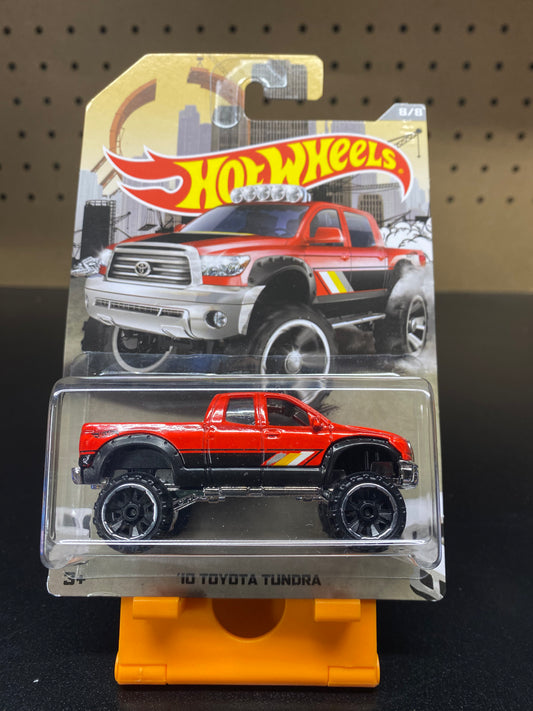 8/8
HOT WHEELS
3+
'10 TOYOTA TUNDRA